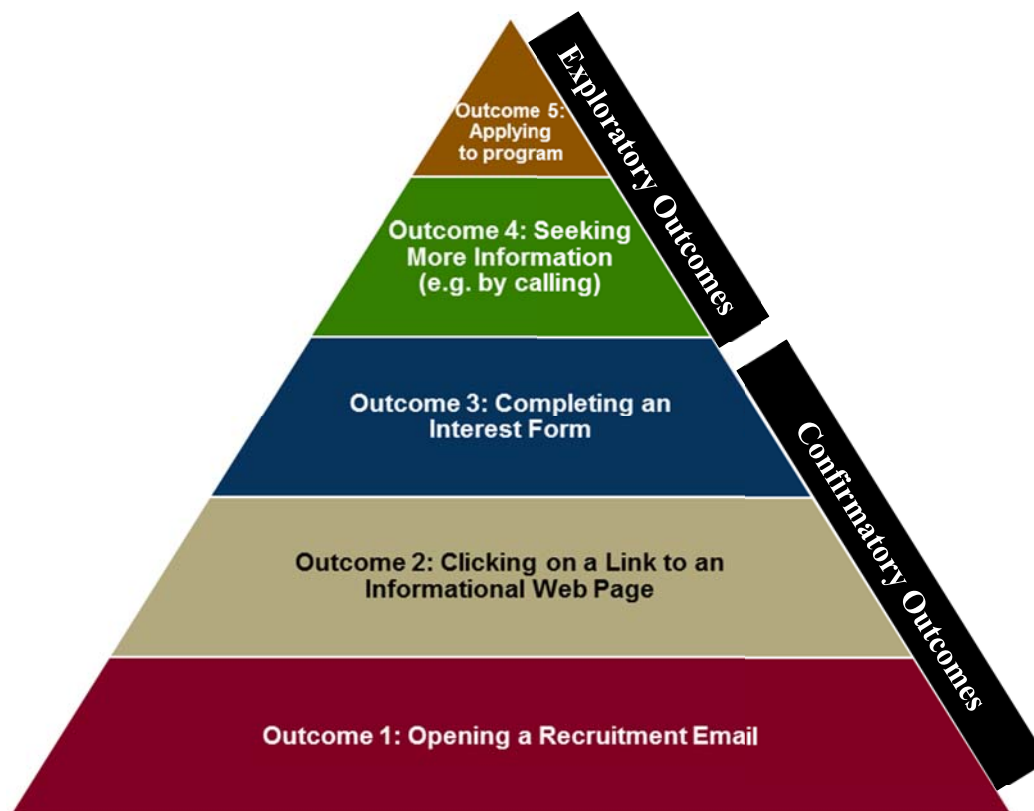 Outcome 5:
Applying
to program
Exploratory Outcomes
Outcome 4: Seeking
More Information
(e.g. by calling)
Outcome 3: Completing an
Interest Form
Confirmatory Outcomes
Outcome 2: Clicking on a Link to an
Informational Web Page
Outcome 1: Opening a Recruitment Email